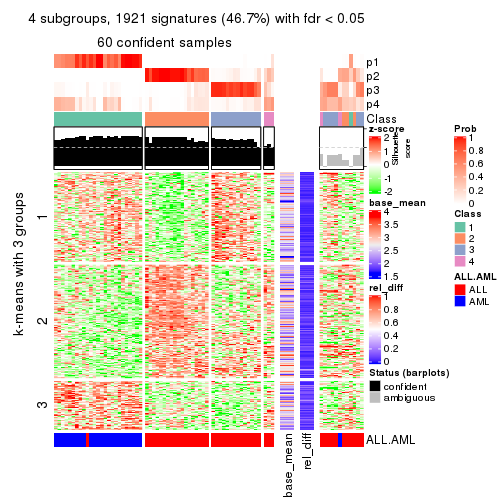 4 subgroups, 1921 signatures (46.7%) with fdr < 0.05
60 confident samples
p1
p2
p3
p4
Class
Silhouette
score
k-means with 3 groups
1
2
3
ALL.AML
base_mean
rel_diff
z-score
2
1
0
-1
-2
base_mean
4
3.5
3
2.5
2
1.5
rel_diff
1
0.8
0.6
0.4
0.2
0
Status (barplots)
confident
ambiguous
Prob
1
0.8
0.6
0.4
0.2
0
Class
1
2
3
4
ALL.AML
ALL
AML